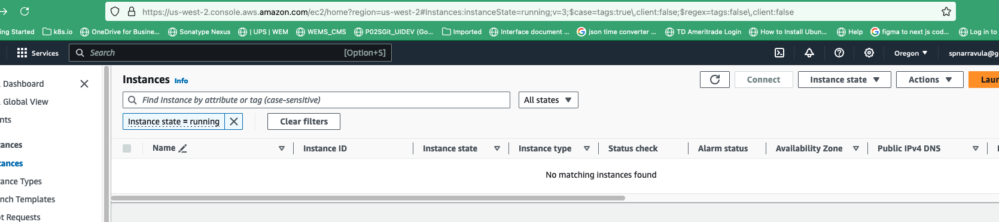 https://us-west-2.console.aws.amazon.com/ec2/home?region=us-west-2#Instances:instanceState=running;v=3;$case=tags:true\,client:false;$regex=tags:false\,client:false
ng Started k8s.io OneDrive for Busine... Sonatype Nexus | UPS | WEM WEMS_CMS P02SGit_UIDEV (Go... Imported Interface document ... json time converter ... TD Ameritrade Login How to Install Ubun... Help figma to next js cod... Log in to
Services Search [Option+S] Oregon spnarravula@g
Dashboard
Global View
nts
ances
tances
ance Types
nch Templates
t Requests
Instances Info
Connect Instance state Actions Laun
Find Instance by attribute or tag (case-sensitive) All states
Instance state = running Clear filters
Name Instance ID Instance state Instance type Status check Alarm status Availability Zone Public IPv4 DNS
No matching instances found